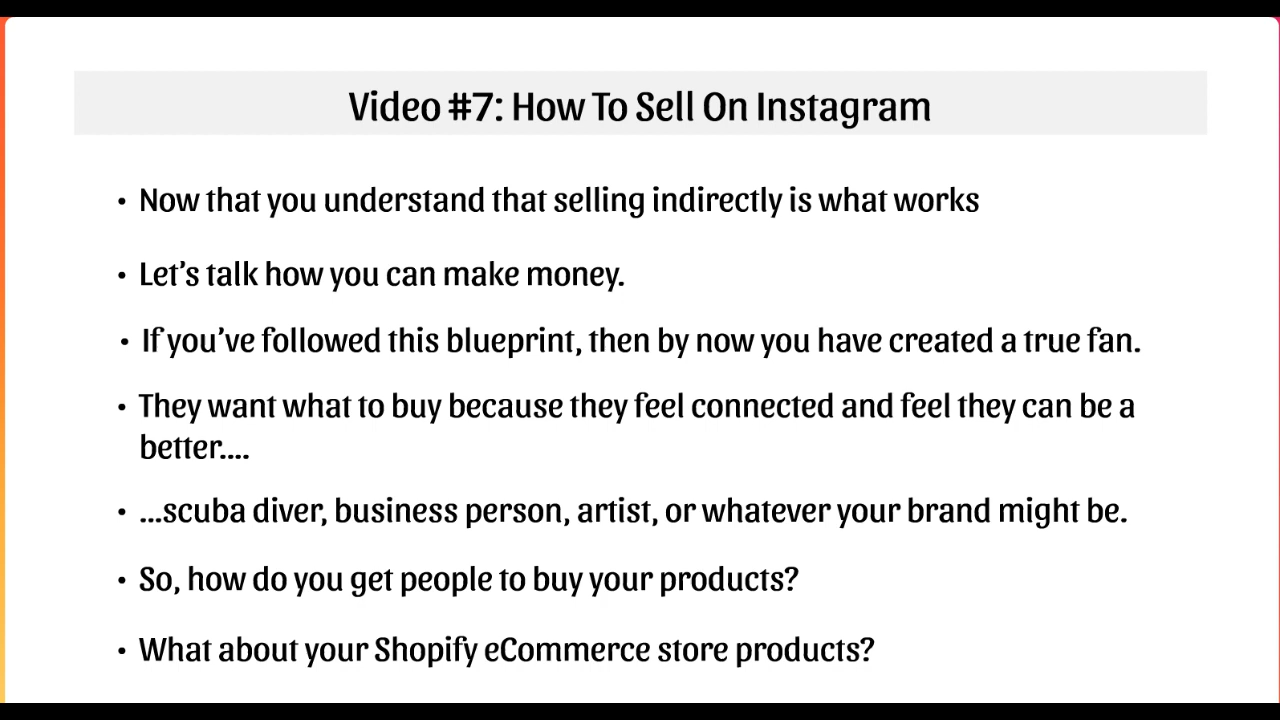 Video #7: How To Sell On Instagram
• Now that you understand that selling indirectly is what works
• Let's talk how you can make money.
• If you've followed this blueprint, then by now you have created a true fan.
• They want what to buy because they feel connected and feel they can be a
better....
• ...scuba diver, business person, artist, or whatever your brand might be.
• So, how do you get people to buy your products?
• What about your Shopify eCommerce store products?